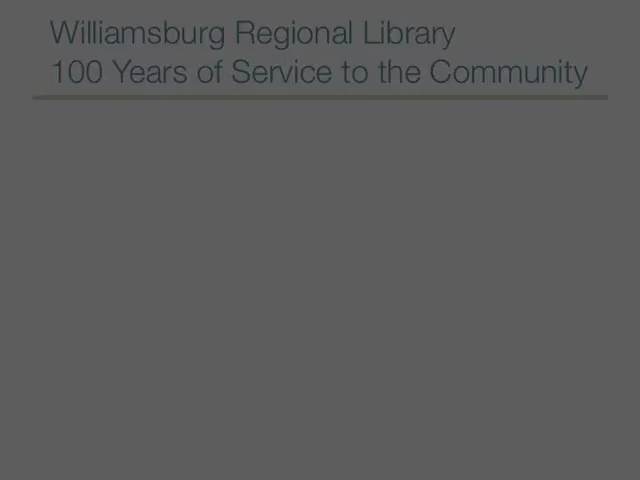 Williamsburg Regional Library
100 Years of Service to the Community